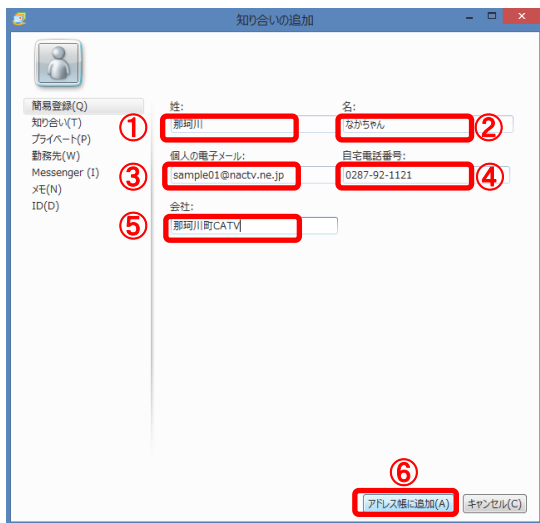 知り合いの追加
簡易登録(Q)
知り合い(T)
プライベート(P)
勤務先(W)
Messenger (I)
メモ(N)
ID(D)
姓:
名:
① 那珂川
なかちゃん ②
個人の電子メール:
自宅電話番号:
③ sample01@nactv.ne.jp
0287-92-1121 ④
会社:
⑤ 那珂川町CATV
⑥
アドレス帳に追加(A)
キャンセル(C)